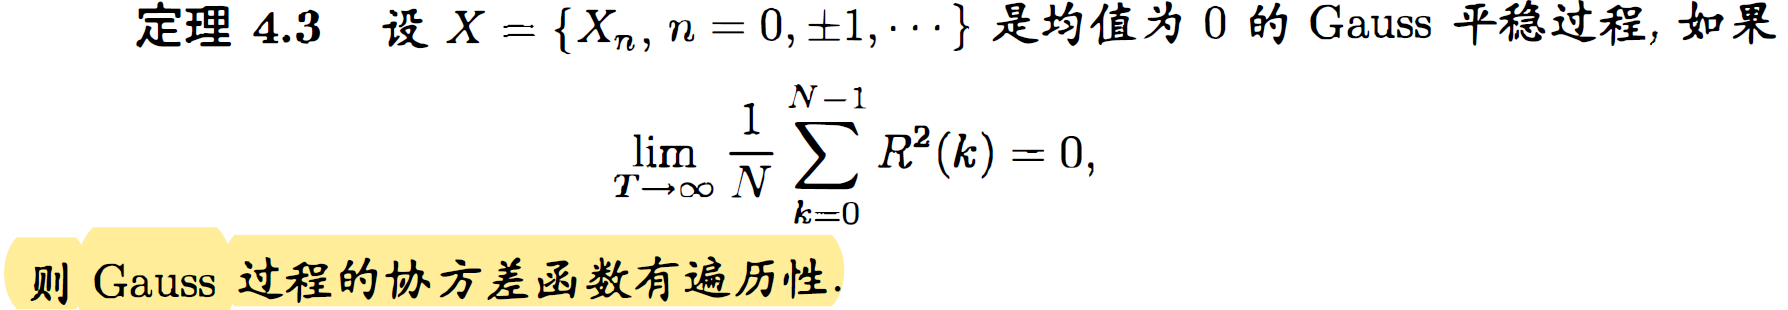 定理 4.3 设 X = {Xₙ, n = 0, ±1, ⋯} 是均值为 0 的 Gauss 平稳过程, 如果
lim_{T→∞} \frac{1}{N} ∑_{k=0}^{N−1} R²(k) = 0,
则 Gauss 过程的协方差函数有遍历性.